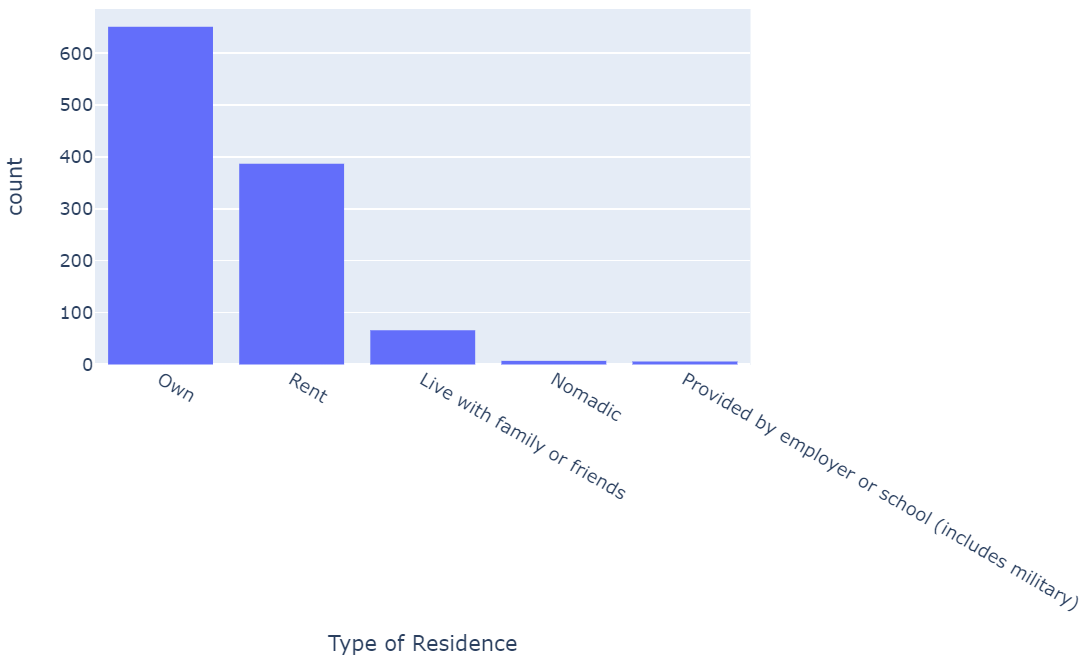 count
600
500
400
300
200
100
0
Own
Rent
Live with family or friends
Nomadic
Provided by employer or school (includes military)
Type of Residence